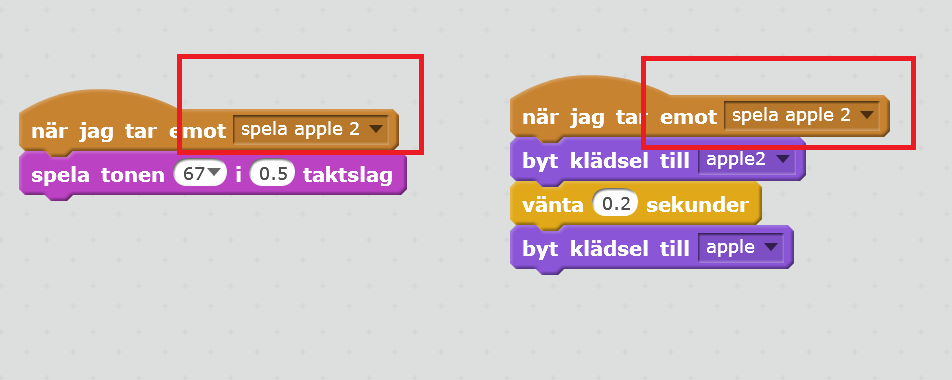 när jag tar emot spela apple 2
spela tonen 67 i 0.5 taktslag
när jag tar emot spela apple 2
byt klädsel till apple2
vänta 0.2 sekunder
byt klädsel till apple